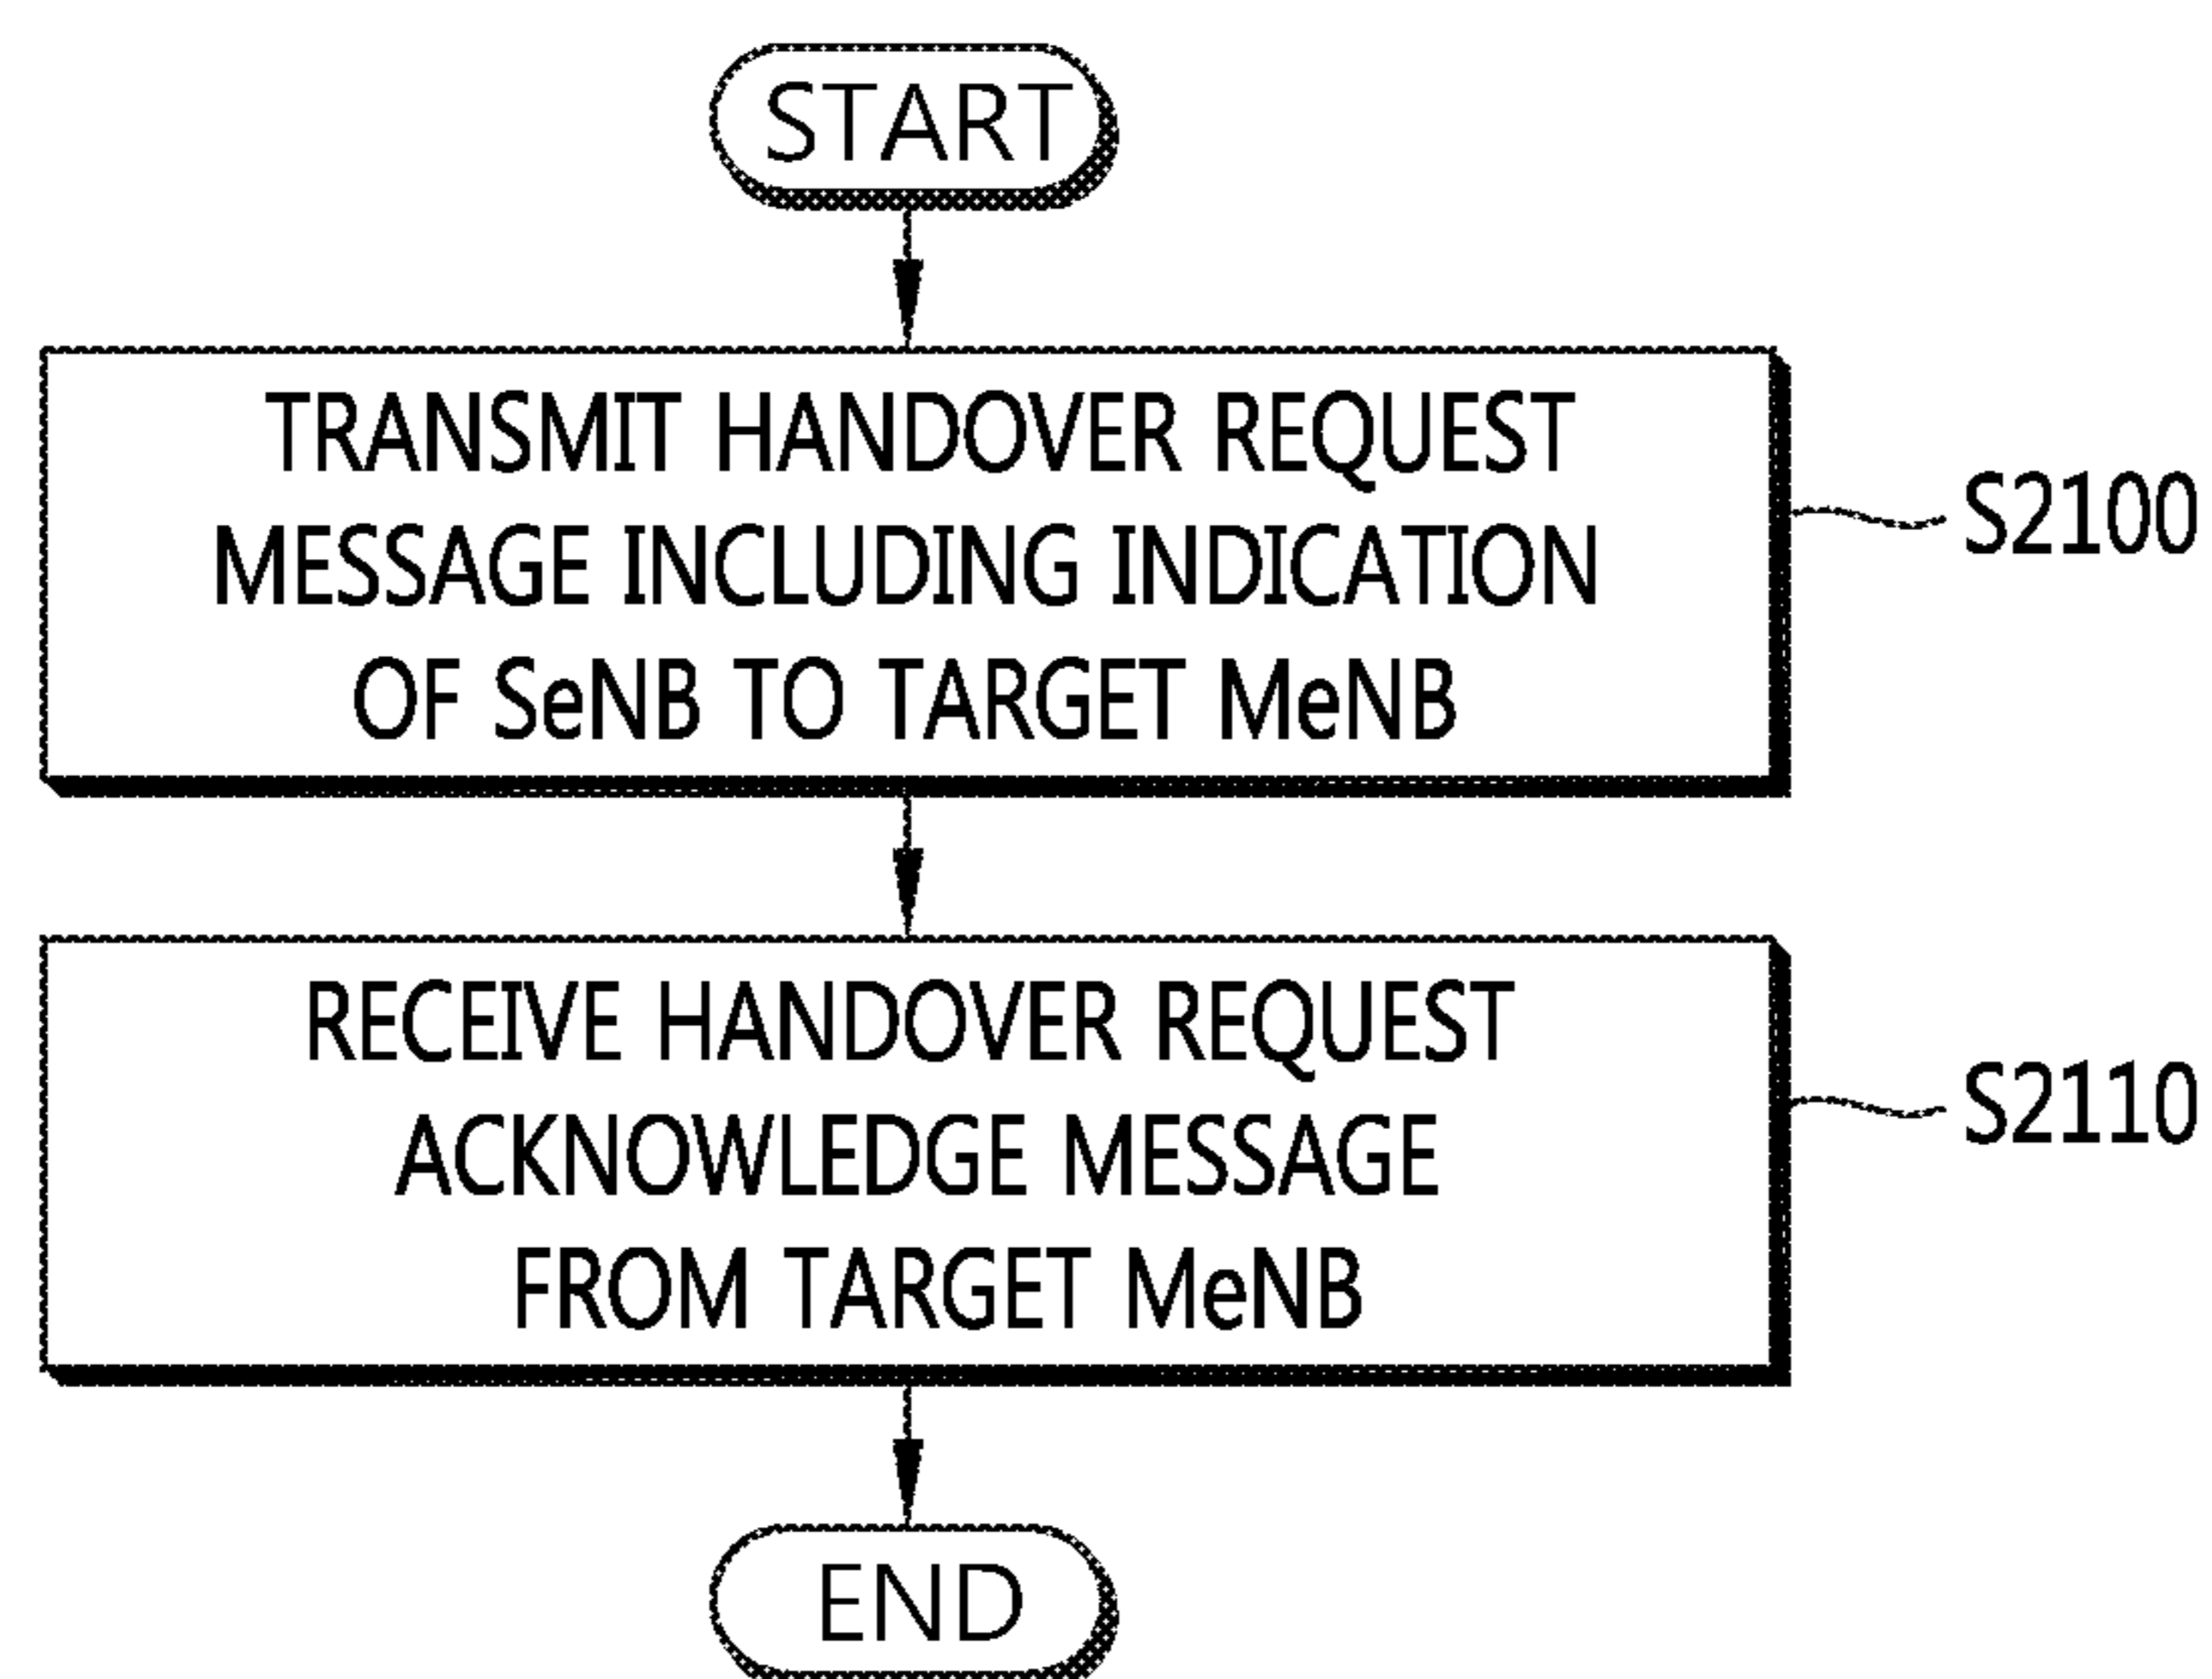 START
TRANSMIT HANDOVER REQUEST
MESSAGE INCLUDING INDICATION
OF SeNB TO TARGET MeNB
S2100
RECEIVE HANDOVER REQUEST
ACKNOWLEDGE MESSAGE
FROM TARGET MeNB
S2110
END